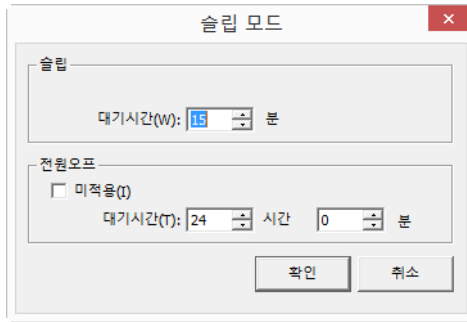 슬립 모드
슬립
대기시간(W): 15 분
전원오프
미적용(I)
대기시간(T): 24 시간 0 분
확인 취소